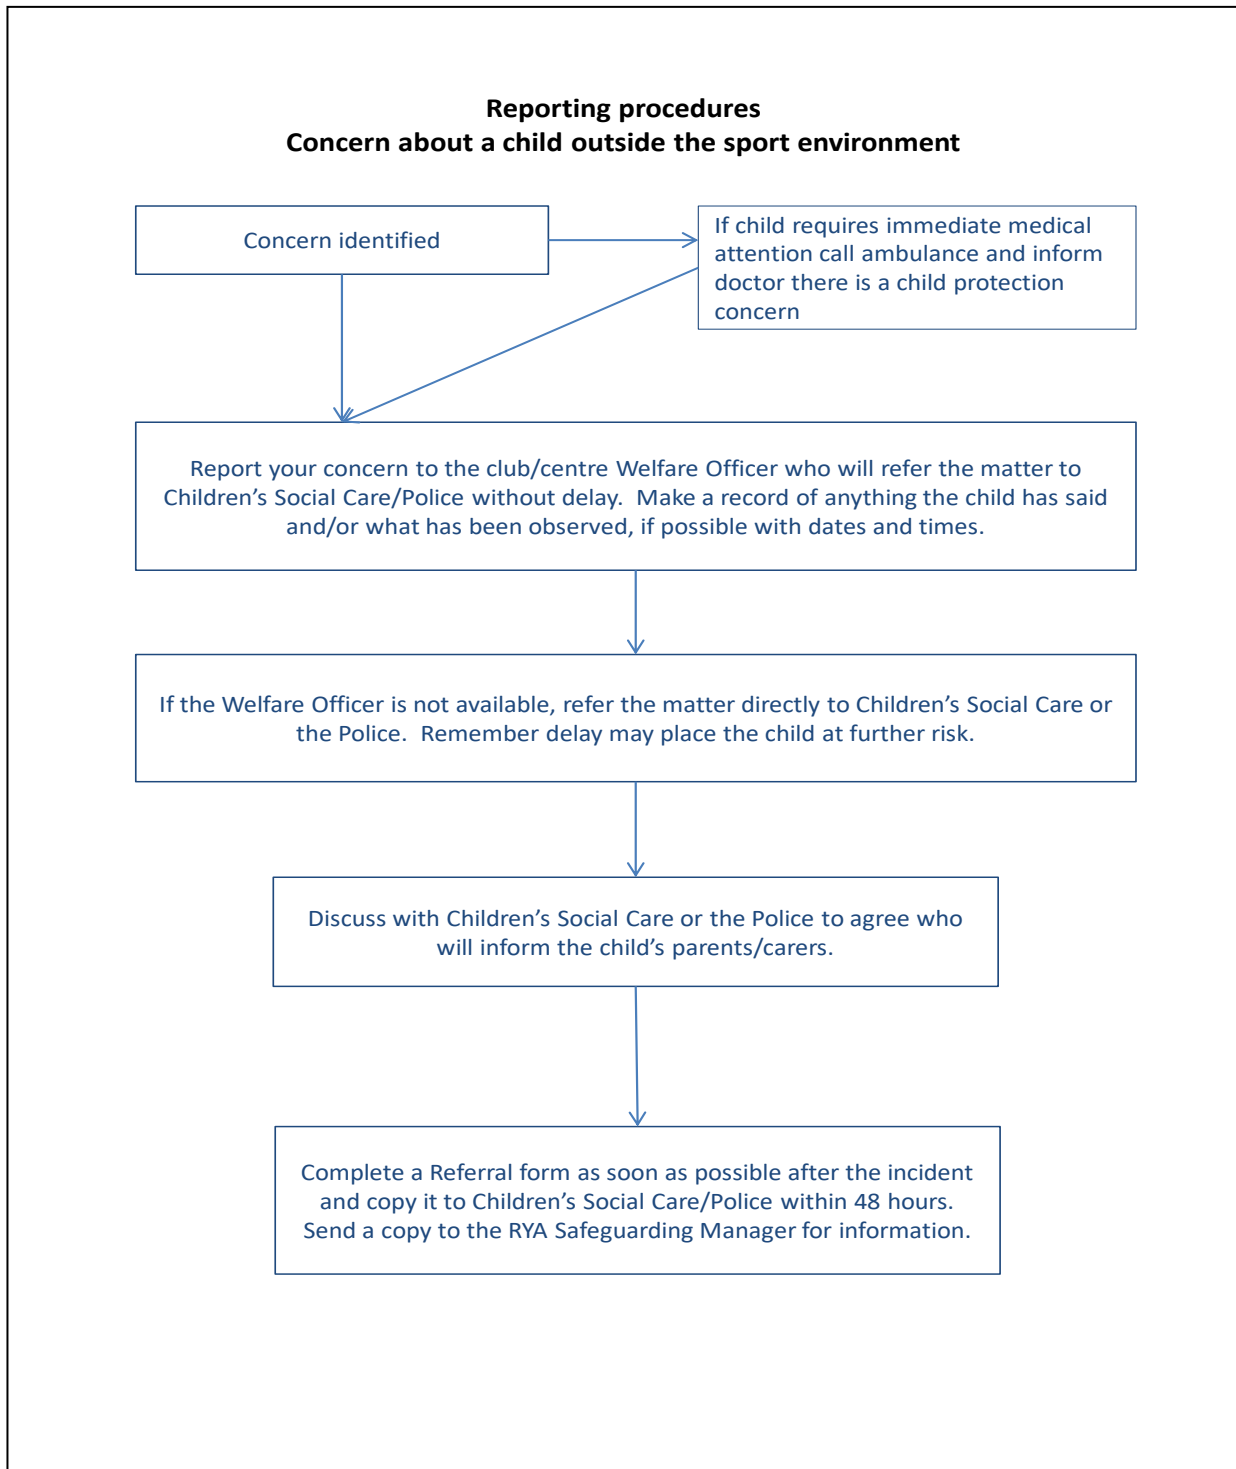 Reporting procedures
Concern about a child outside the sport environment
Concern identified
If child requires immediate medical
attention call ambulance and inform
doctor there is a child protection
concern
Report your concern to the club/centre Welfare Officer who will refer the matter to
Children’s Social Care/Police without delay.  Make a record of anything the child has said
and/or what has been observed, if possible with dates and times.
If the Welfare Officer is not available, refer the matter directly to Children’s Social Care or
the Police.  Remember delay may place the child at further risk.
Discuss with Children’s Social Care or the Police to agree who
will inform the child’s parents/carers.
Complete a Referral form as soon as possible after the incident
and copy it to Children’s Social Care/Police within 48 hours.
Send a copy to the RYA Safeguarding Manager for information.